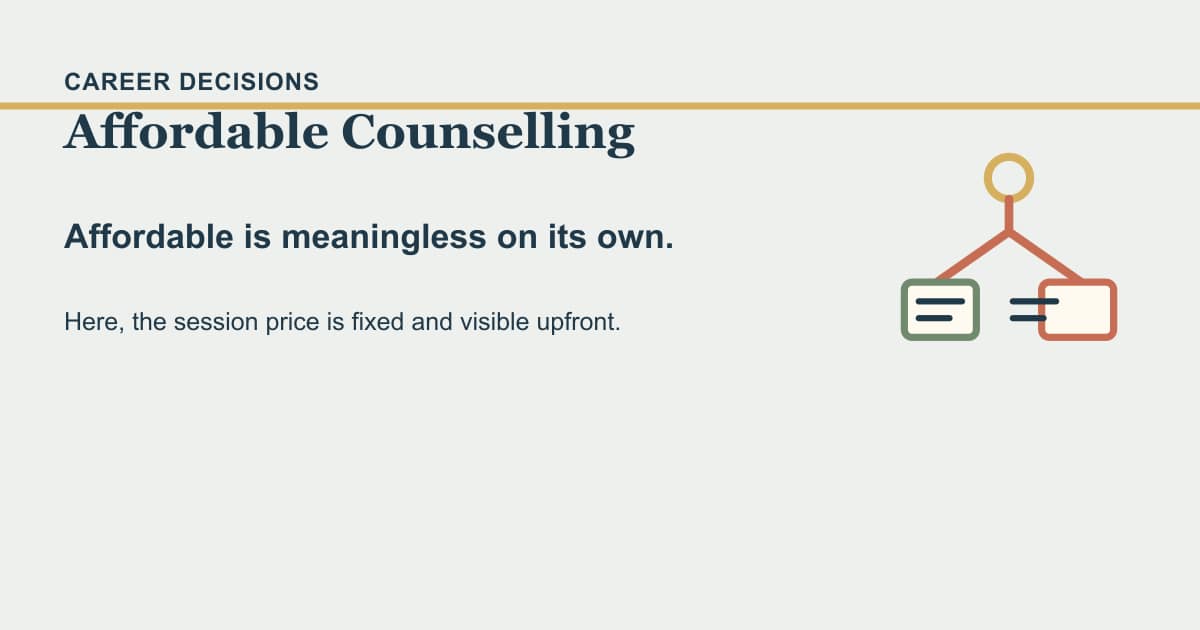 CAREER DECISIONS
Affordable Counselling
Affordable is meaningless on its own.
Here, the session price is fixed and visible upfront.